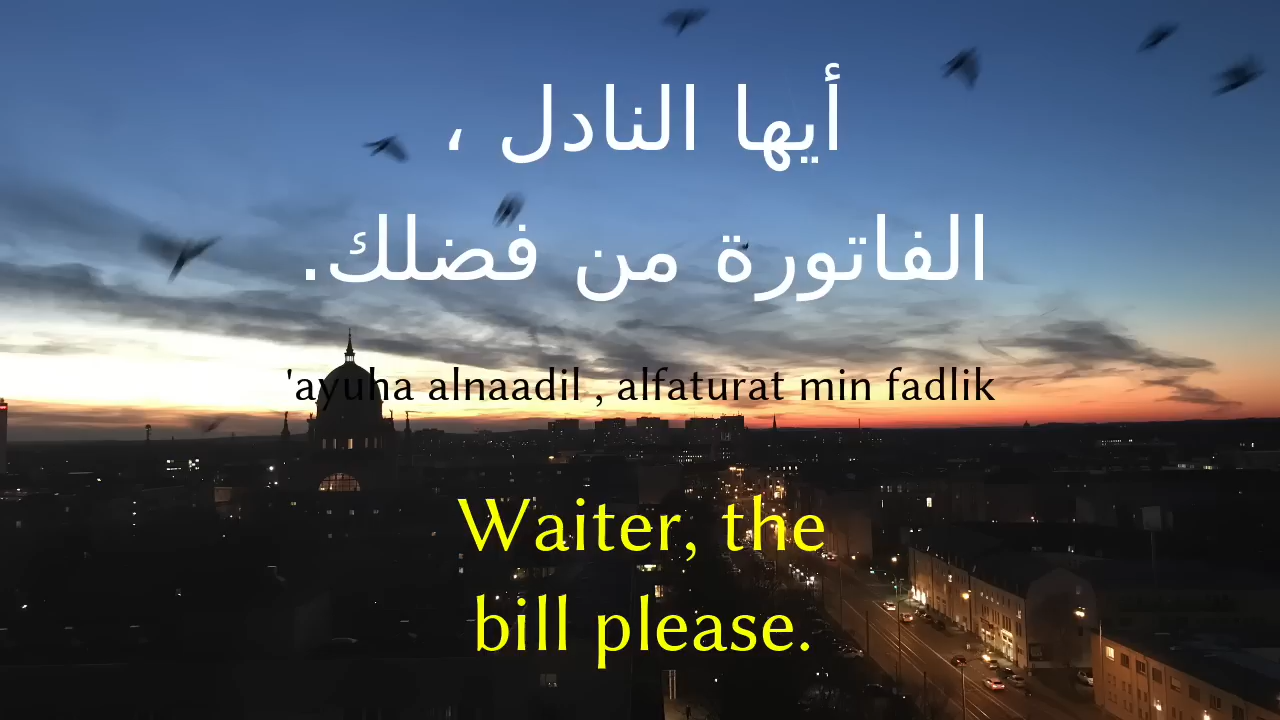 أيها النادل ،
الفاتورة من فضلك.
'ayuha alnaadil , alfaturat min fadlik
Waiter, the
bill please.